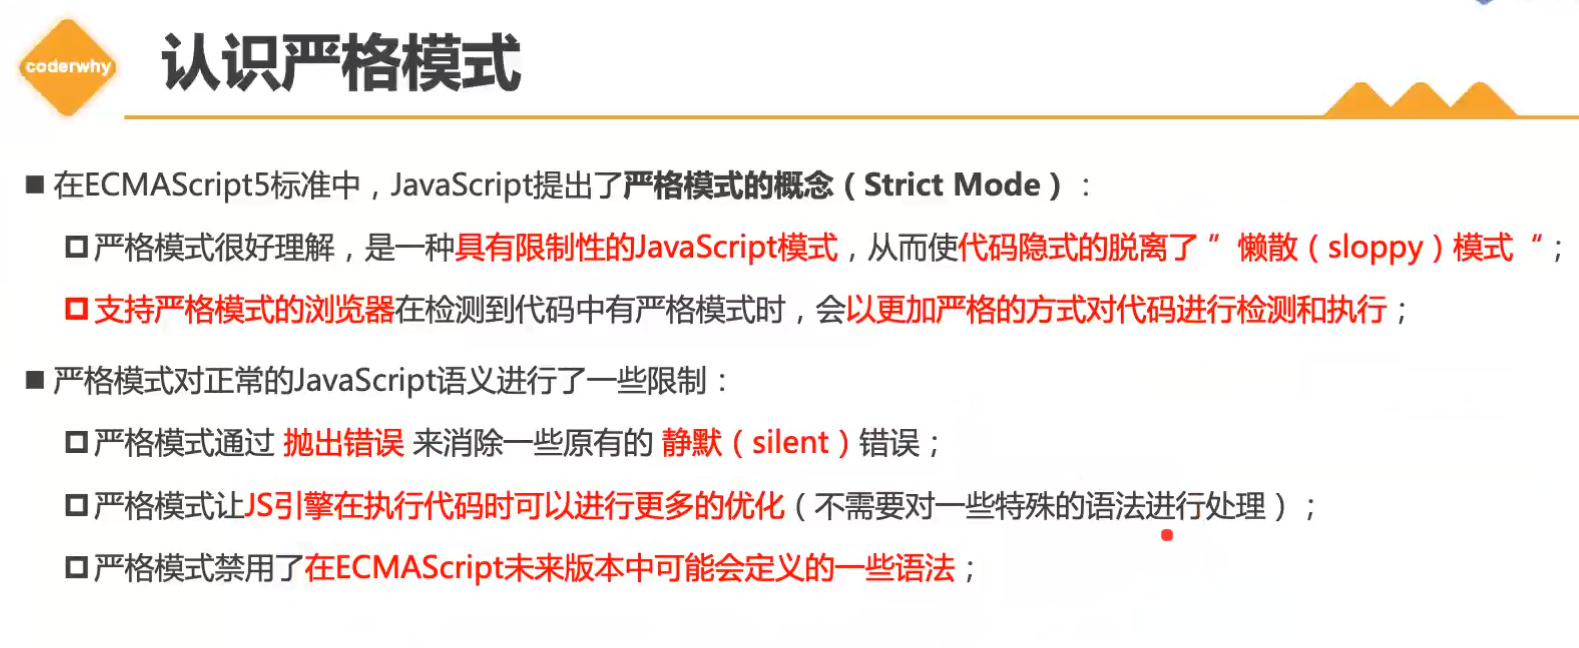 coderwhy
认识严格模式
■ 在ECMAScript5标准中，JavaScript提出了严格模式的概念（Strict Mode）：
严格模式很好理解，是一种具有限制性的JavaScript模式，从而使代码隐式的脱离了 ” 懒散（sloppy）模式 “；
支持严格模式的浏览器在检测到代码中有严格模式时，会以更加严格的方式对代码进行检测和执行；
■ 严格模式对正常的JavaScript语义进行了一些限制：
严格模式通过 抛出错误 来消除一些原有的 静默（silent）错误；
严格模式让JS引擎在执行代码时可以进行更多的优化（不需要对一些特殊的语法进行处理）；
严格模式禁用了在ECMAScript未来版本中可能会定义的一些语法；